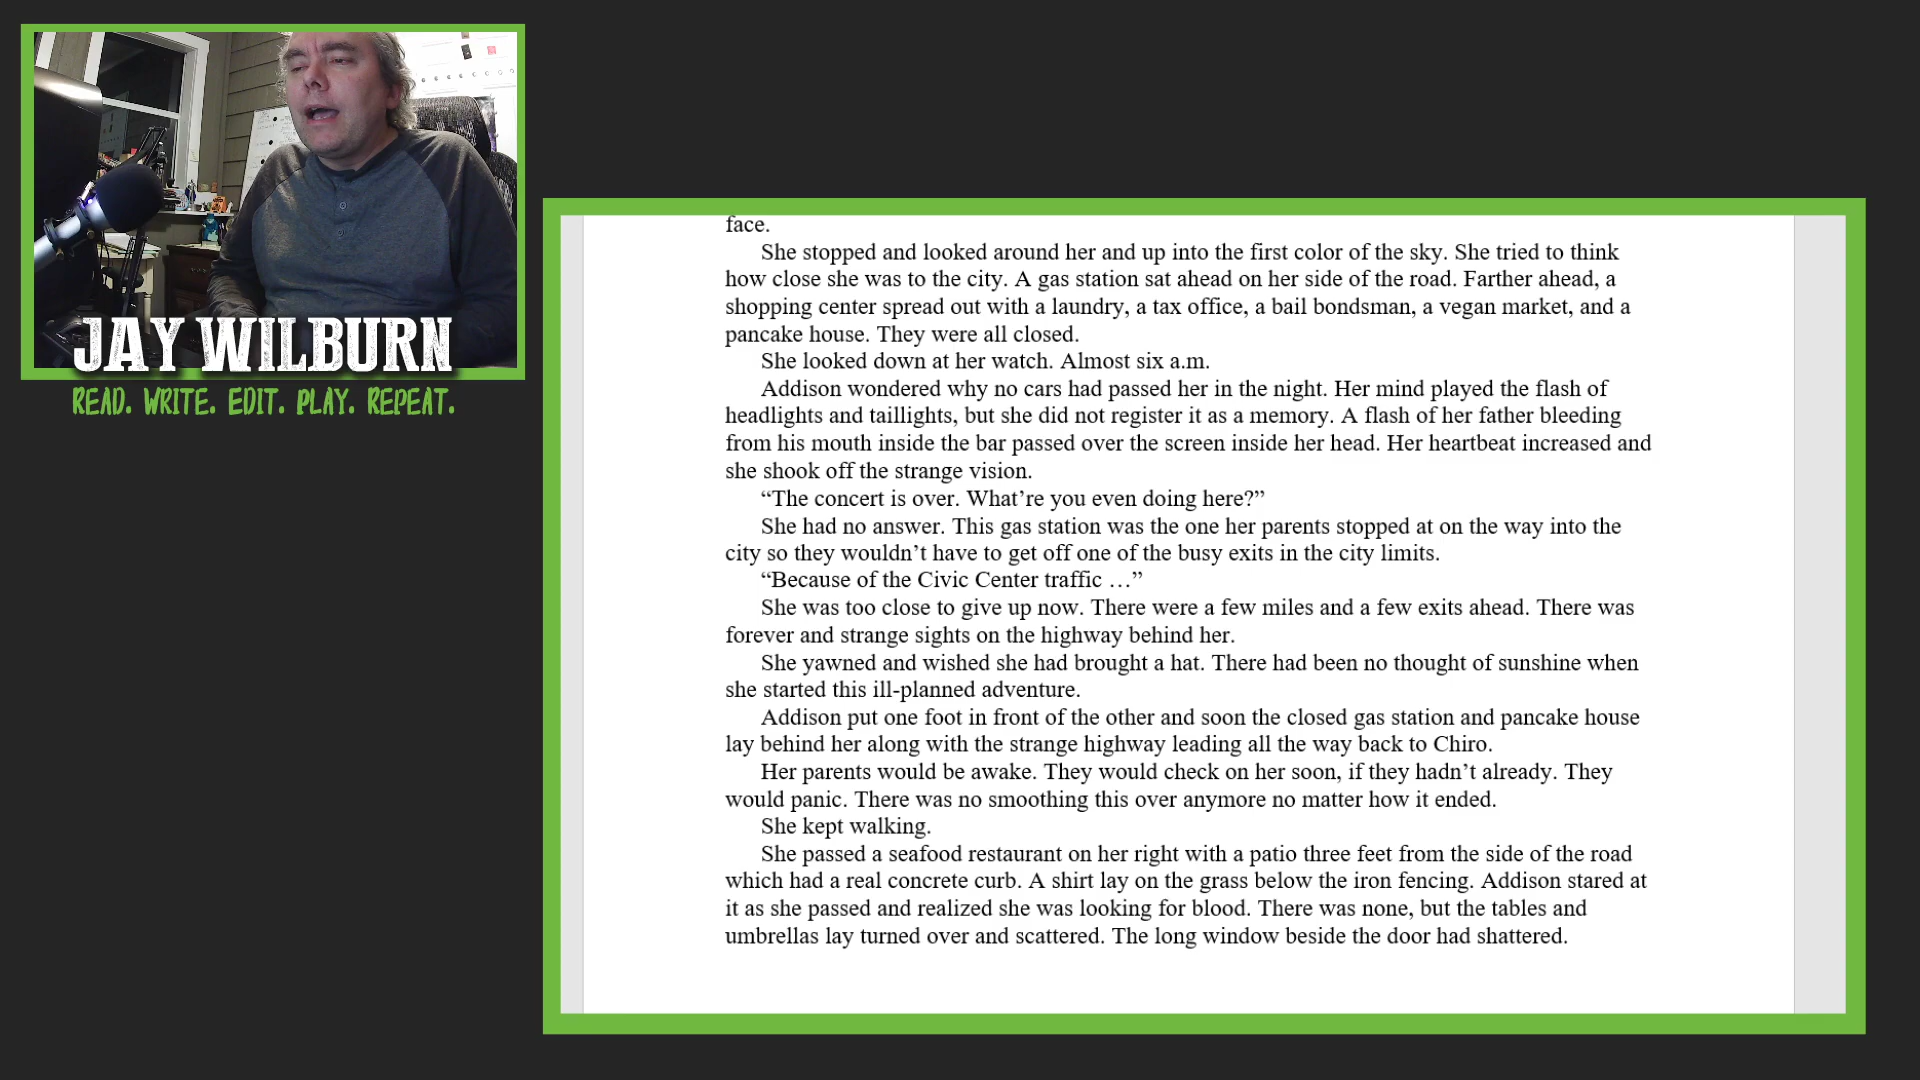 JAY WILBURN
READ. WRITE. EDIT. PLAY. REPEAT.
face.
She stopped and looked around her and up into the first color of the sky. She tried to think
how close she was to the city. A gas station sat ahead on her side of the road. Farther ahead, a
shopping center spread out with a laundry, a tax office, a bail bondsman, a vegan market, and a
pancake house. They were all closed.
She looked down at her watch. Almost six a.m.
Addison wondered why no cars had passed her in the night. Her mind played the flash of
headlights and taillights, but she did not register it as a memory. A flash of her father bleeding
from his mouth inside the bar passed over the screen inside her head. Her heartbeat increased and
she shook off the strange vision.
“The concert is over. What’re you even doing here?”
She had no answer. This gas station was the one her parents stopped at on the way into the
city so they wouldn’t have to get off one of the busy exits in the city limits.
“Because of the Civic Center traffic …”
She was too close to give up now. There were a few miles and a few exits ahead. There was
forever and strange sights on the highway behind her.
She yawned and wished she had brought a hat. There had been no thought of sunshine when
she started this ill-planned adventure.
Addison put one foot in front of the other and soon the closed gas station and pancake house
lay behind her along with the strange highway leading all the way back to Chiro.
Her parents would be awake. They would check on her soon, if they hadn’t already. They
would panic. There was no smoothing this over anymore no matter how it ended.
She kept walking.
She passed a seafood restaurant on her right with a patio three feet from the side of the road
which had a real concrete curb. A shirt lay on the grass below the iron fencing. Addison stared at
it as she passed and realized she was looking for blood. There was none, but the tables and
umbrellas lay turned over and scattered. The long window beside the door had shattered.